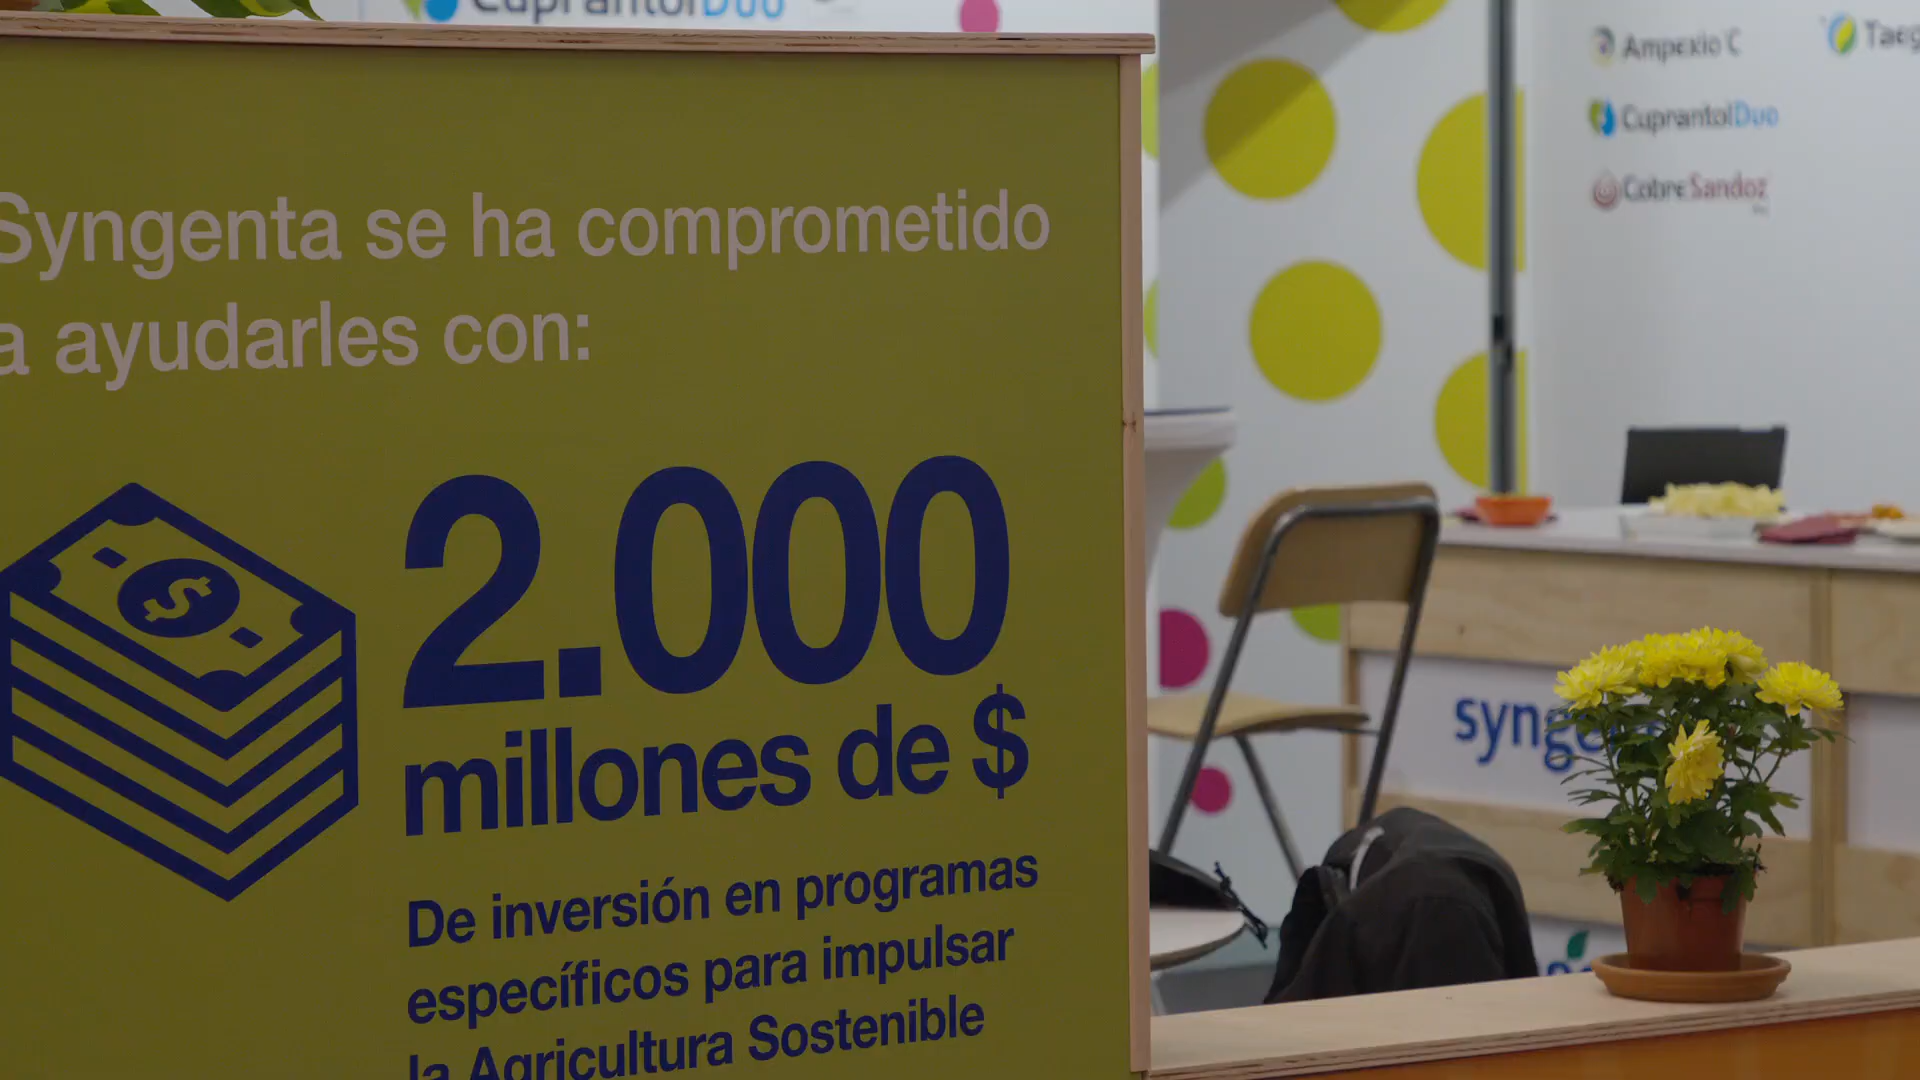 CuprantolDuo
Syngenta se ha comprometido
a ayudarles con:
$
2.000
millones de $
De inversión en programas
específicos para impulsar
la Agricultura Sostenible
Ampexio C
CuprantolDuo
Cobre Sandoz